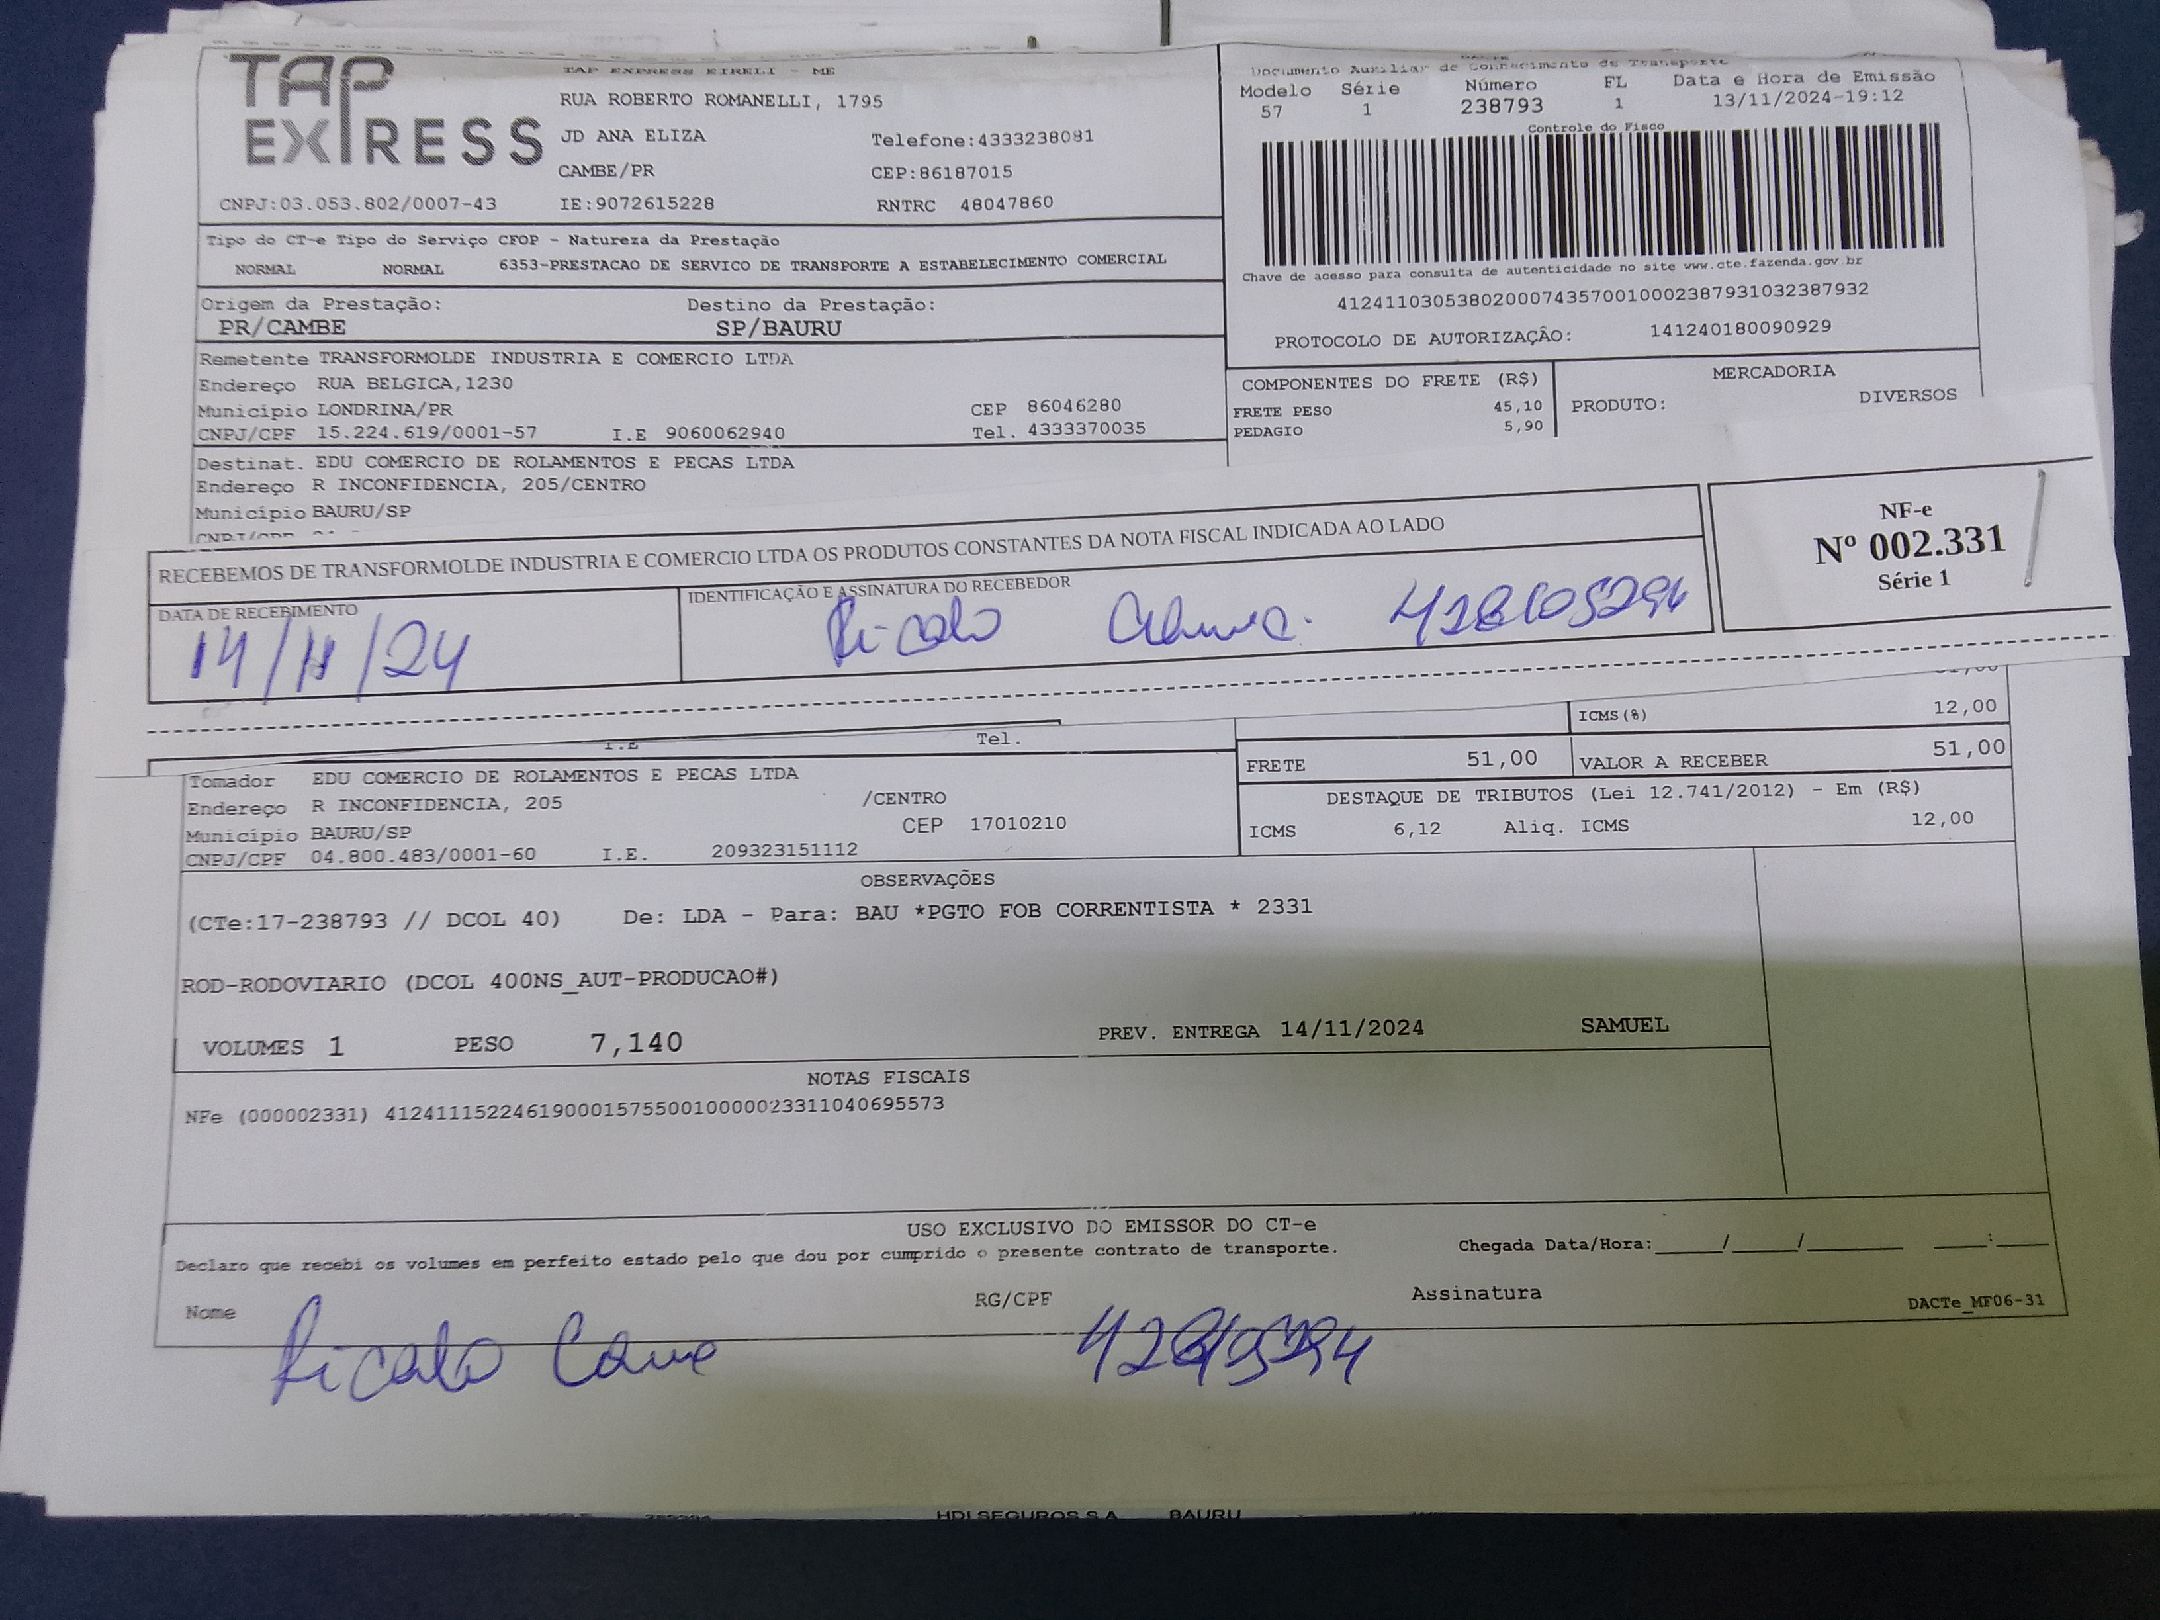 TAP EXPRESS
TAP EXPRESS EIRELI - ME
RUA ROBERTO ROMANELLI, 1795
JD ANA ELIZA Telefone:4333238081
CAMBE/PR CEP:86187015
CNPJ:03.053.802/0007-43 IE:9072615228 RNTRC 48047860
Documento Auxiliar de Conhecimento de Transporte
Modelo Série Número FL Data e Hora de Emissão
57 1 238793 1 13/11/2024-19:12
Controle do Fisco
Chave de acesso para consulta de autenticidade no site www.cte.fazenda.gov.br
41241103053802000743570010002387931032387932
PROTOCOLO DE AUTORIZAÇÃO: 141240180090929
Tipo do CT-e Tipo do Serviço CFOP - Natureza da Prestação
NORMAL NORMAL 6353-PRESTACAO DE SERVICO DE TRANSPORTE A ESTABELECIMENTO COMERCIAL
Origem da Prestação: Destino da Prestação:
PR/CAMBE SP/BAURU
Remetente TRANSFORMOLDE INDUSTRIA E COMERCIO LTDA
Endereço RUA BELGICA,1230
Município LONDRINA/PR CEP 86046280
CNPJ/CPF 15.224.619/0001-57 I.E 9060062940 Tel. 4333370035
COMPONENTES DO FRETE (R$) MERCADORIA
FRETE PESO 45,10 PRODUTO: DIVERSOS
PEDAGIO 5,90
Destinat. EDU COMERCIO DE ROLAMENTOS E PECAS LTDA
Endereço R INCONFIDENCIA, 205/CENTRO
Município BAURU/SP
RECEBEMOS DE TRANSFORMOLDE INDUSTRIA E COMERCIO LTDA OS PRODUTOS CONSTANTES DA NOTA FISCAL INDICADA AO LADO
DATA DE RECEBIMENTO IDENTIFICAÇÃO E ASSINATURA DO RECEBEDOR
14/11/24
NF-e
Nº 002.331
Série 1
I.E Tel.
ICMS(%) 12,00
FRETE 51,00 VALOR A RECEBER 51,00
Tomador EDU COMERCIO DE ROLAMENTOS E PECAS LTDA
Endereço R INCONFIDENCIA, 205 /CENTRO
Município BAURU/SP CEP 17010210
CNPJ/CPF 04.800.483/0001-60 I.E. 209323151112
DESTAQUE DE TRIBUTOS (Lei 12.741/2012) - Em (R$)
ICMS 6,12 Aliq. ICMS 12,00
OBSERVAÇÕES
(CTe:17-238793 // DCOL 40) De: LDA - Para: BAU *PGTO FOB CORRENTISTA * 2331
ROD-RODOVIARIO (DCOL 400NS_AUT-PRODUCAO#)
VOLUMES 1 PESO 7,140 PREV. ENTREGA 14/11/2024 SAMUEL
NOTAS FISCAIS
NFe (000002331) 41241115224619000157550010000023311040695573
USO EXCLUSIVO DO EMISSOR DO CT-e
Declaro que recebi os volumes em perfeito estado pelo que dou por cumprido o presente contrato de transporte. Chegada Data/Hora:_____/_____/_______ ____:____
Nome RG/CPF Assinatura DACTe_MF06-31
HDI SEGUROS S.A. BAURU